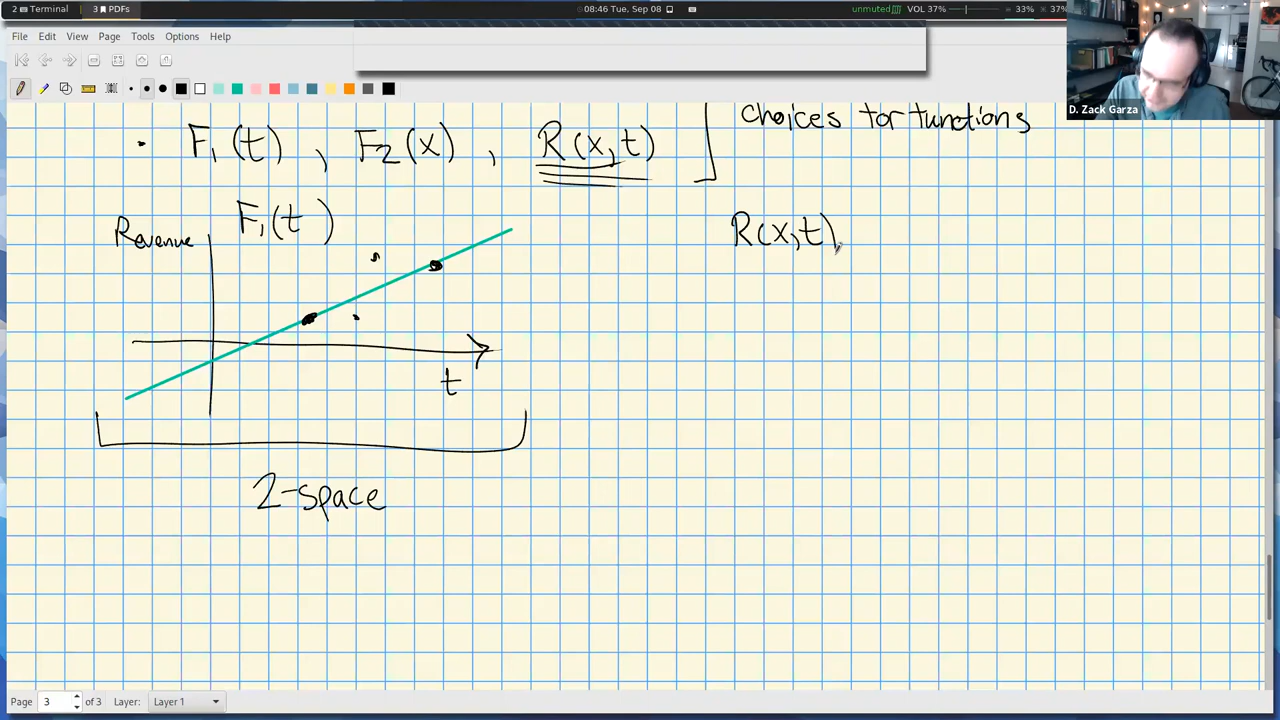 2 Terminal 3 PDFs 08:46 Tue, Sep 08 unmuted VOL 37% 33% 37%
File Edit View Page Tools Options Help
D. Zack Garza
· F₁(t) , F₂(x) , R(x,t) ] choices for functions
Revenue F₁(t)
R(x,t)
t
2-space
Page 3 of 3 Layer: Layer 1